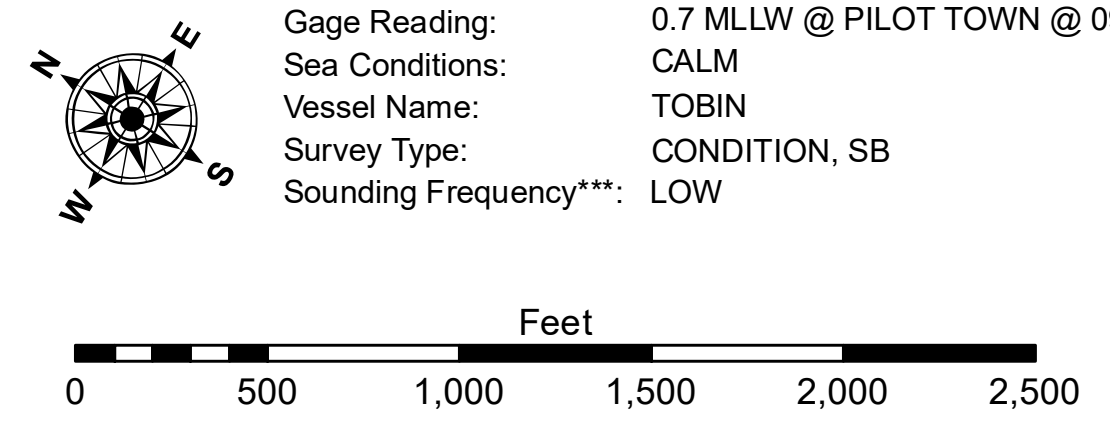 N
E
S
W
Gage Reading: 0.7 MLLW @ PILOT TOWN @
Sea Conditions: CALM
Vessel Name: TOBIN
Survey Type: CONDITION, SB
Sounding Frequency***: LOW
Feet
0 500 1,000 1,500 2,000 2,500